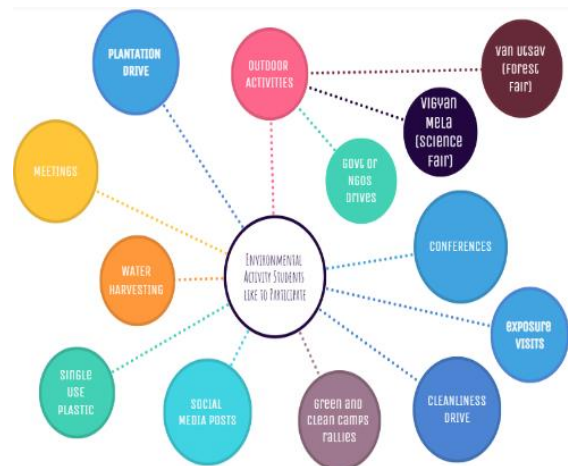 PLANTATION
DRIVE
OUTDOOR
ACTIVITIES
Van Utsav
(Forest
Fair)
Vigyan
Mela
(Science
Fair)
Govt or
NGOs
Drives
MEETINGS
CONFERENCES
Environmental
Activity Students
like to Participate
WATER
HARVESTING
Exposure
Visits
Single
Use
Plastic
SOCIAL
MEDIA POSTS
Green and
Clean Camps
Rallies
CLEANLINESS
DRIVE